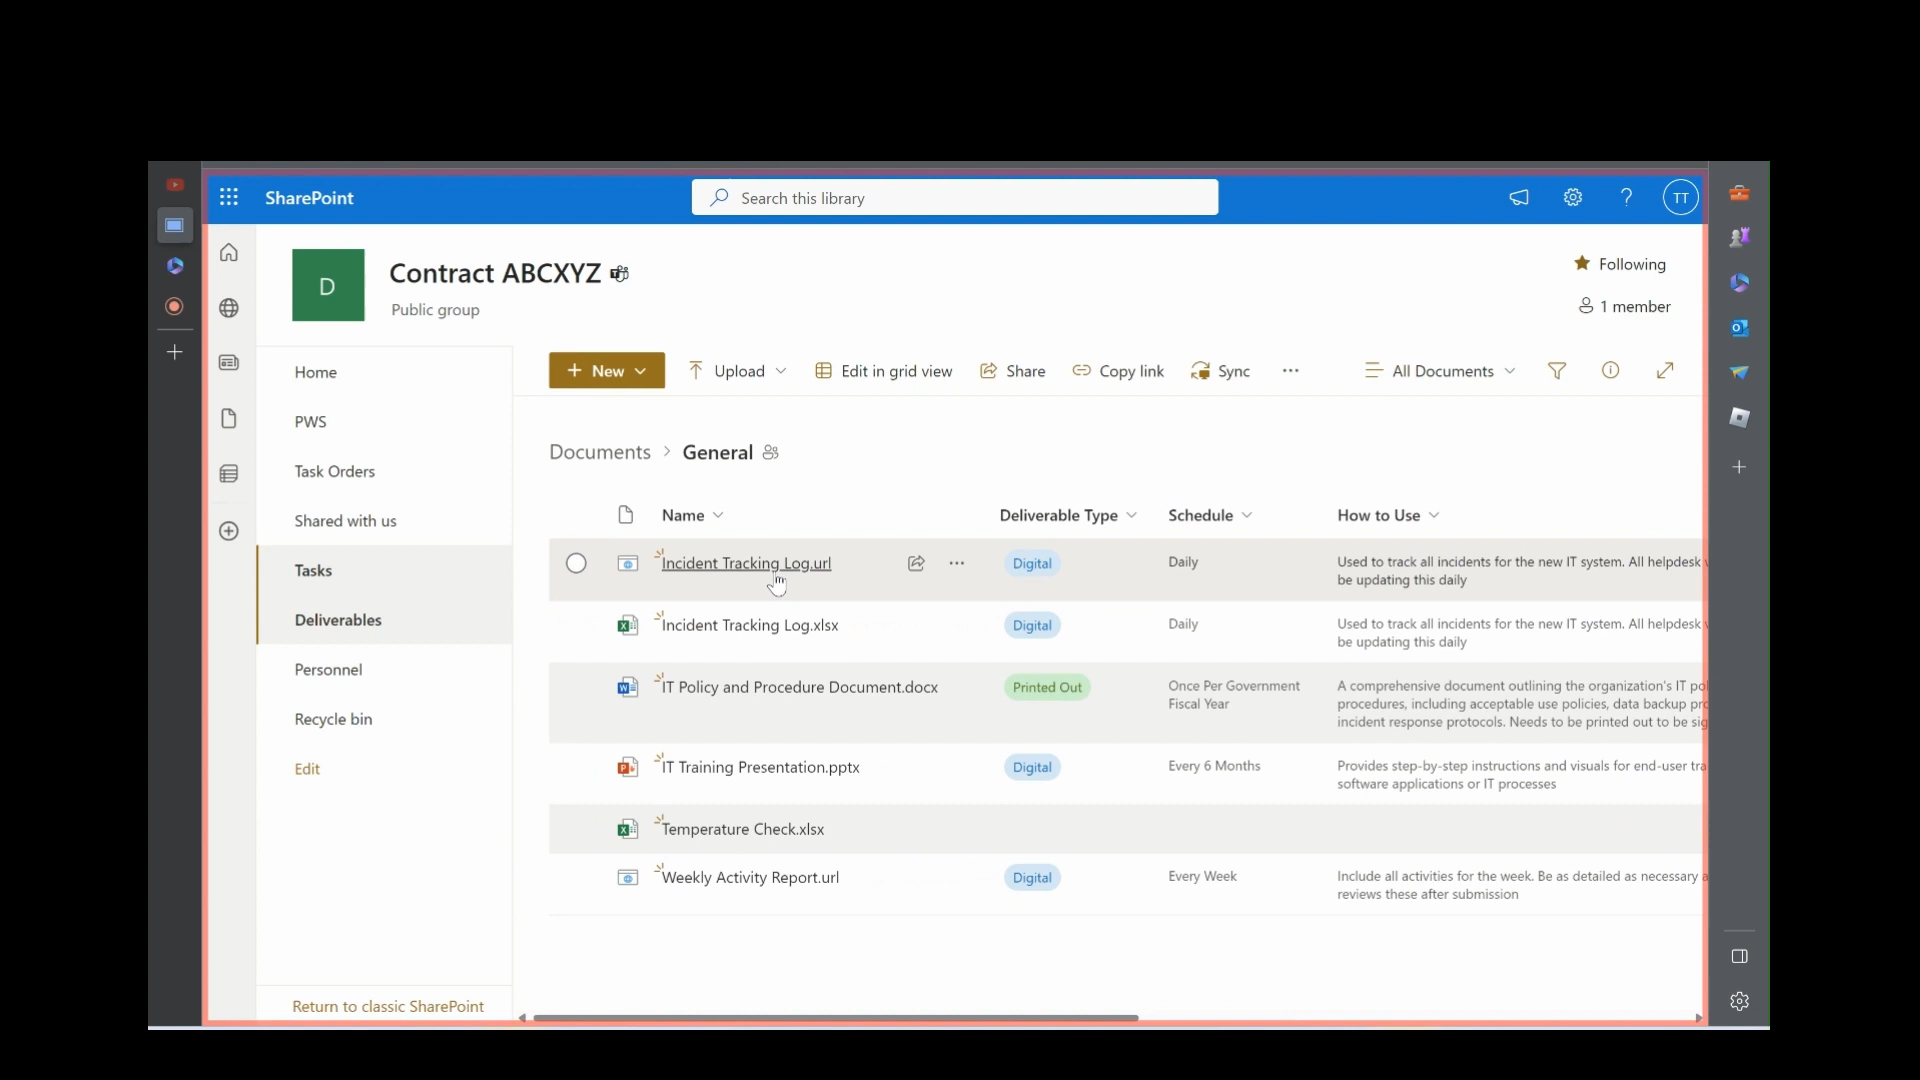 SharePoint
Search this library
TT
D
Contract ABCXYZ
Public group
Following
1 member
Home
PWS
Task Orders
Shared with us
Tasks
Deliverables
Personnel
Recycle bin
Edit
Return to classic SharePoint
New
Upload
Edit in grid view
Share
Copy link
Sync
All Documents
Documents > General
Name
Deliverable Type
Schedule
How to Use
Incident Tracking Log.url
Digital
Daily
Used to track all incidents for the new IT system. All helpdesk
be updating this daily
Incident Tracking Log.xlsx
Digital
Daily
Used to track all incidents for the new IT system. All helpdesk
be updating this daily
IT Policy and Procedure Document.docx
Printed Out
Once Per Government
Fiscal Year
A comprehensive document outlining the organization's IT
procedures, including acceptable use policies, data backup
incident response protocols. Needs to be printed out to be
IT Training Presentation.pptx
Digital
Every 6 Months
Provides step-by-step instructions and visuals for end-user
software applications or IT processes
Temperature Check.xlsx
Weekly Activity Report.url
Digital
Every Week
Include all activities for the week. Be as detailed as necessary
reviews these after submission